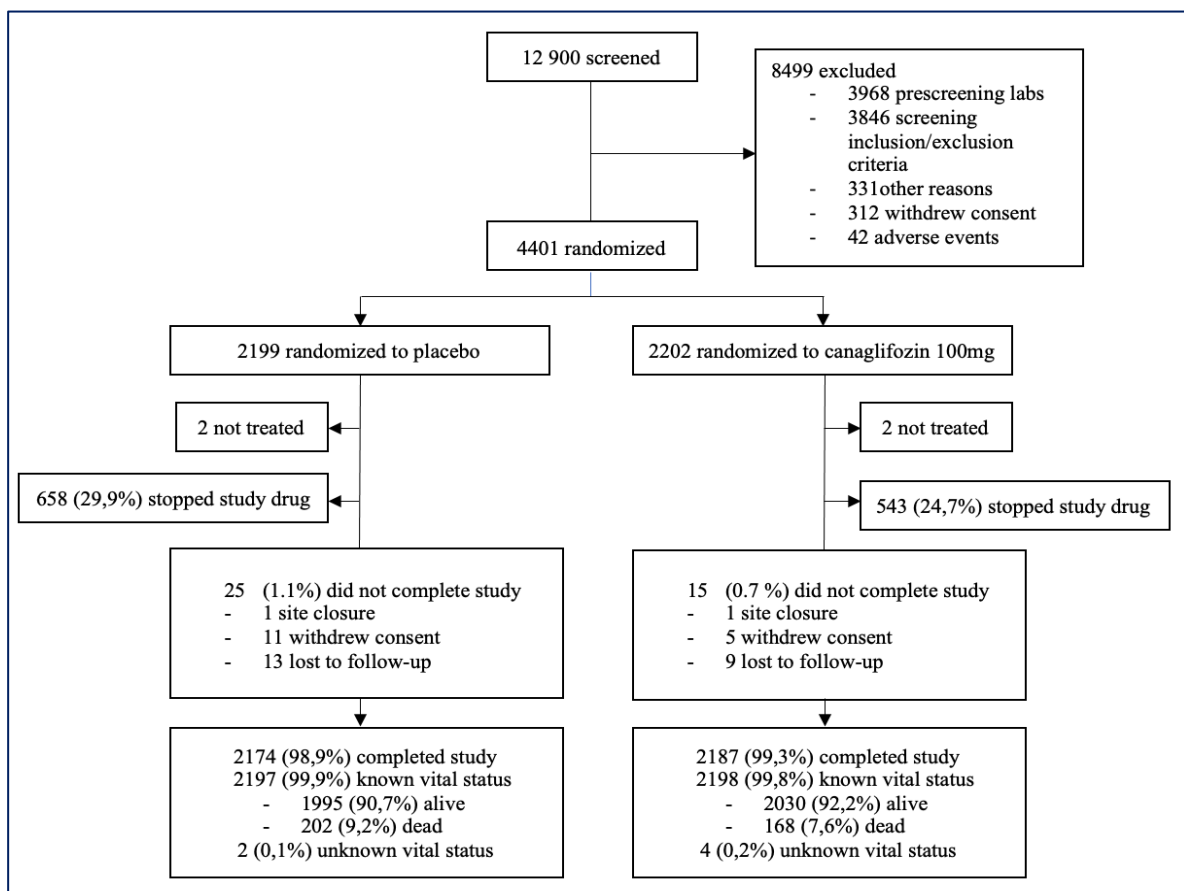 12 900 screened
8499 excluded
- 3968 prescreening labs
- 3846 screening
inclusion/exclusion
criteria
- 331other reasons
- 312 withdrew consent
- 42 adverse events
4401 randomized
2199 randomized to placebo
2202 randomized to canaglifozin 100mg
2 not treated
2 not treated
658 (29,9%) stopped study drug
543 (24,7%) stopped study drug
25 (1.1%) did not complete study
- 1 site closure
- 11 withdrew consent
- 13 lost to follow-up
15 (0.7 %) did not complete study
- 1 site closure
- 5 withdrew consent
- 9 lost to follow-up
2174 (98,9%) completed study
2197 (99,9%) known vital status
- 1995 (90,7%) alive
- 202 (9,2%) dead
2 (0,1%) unknown vital status
2187 (99,3%) completed study
2198 (99,8%) known vital status
- 2030 (92,2%) alive
- 168 (7,6%) dead
4 (0,2%) unknown vital status